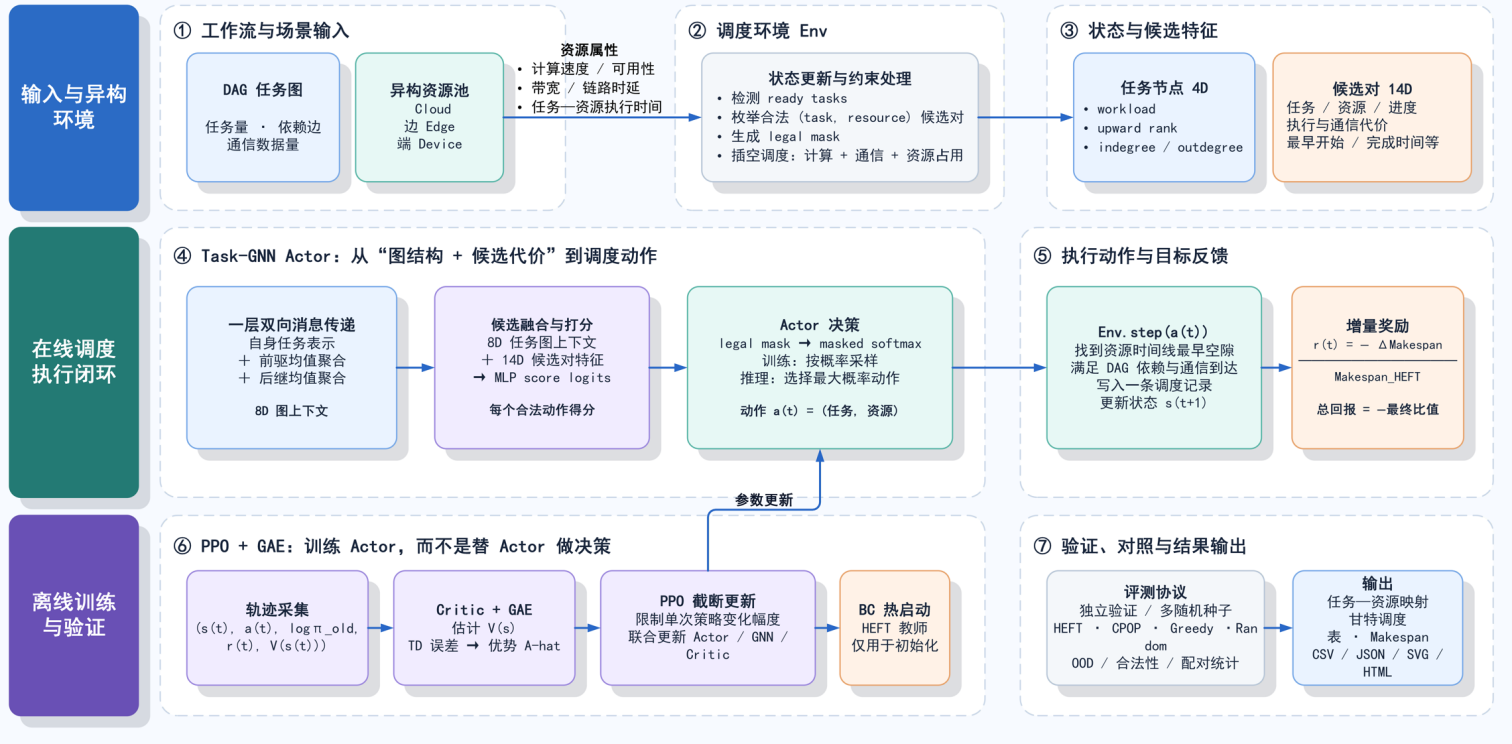 输入与异构
环境
① 工作流与场景输入
DAG 任务图
任务量 · 依赖边
通信数据量
异构资源池
Cloud
边 Edge
端 Device
资源属性
• 计算速度 / 可用性
• 带宽 / 链路时延
• 任务—资源执行时间
② 调度环境 Env
状态更新与约束处理
• 检测 ready tasks
• 枚举合法 (task, resource) 候选对
• 生成 legal mask
• 插空调度：计算 + 通信 + 资源占用
③ 状态与候选特征
任务节点 4D
• workload
• upward rank
• indegree / outdegree
候选对 14D
任务 / 资源 / 进度
执行与通信代价
最早开始 / 完成时间等
在线调度
执行闭环
④ Task-GNN Actor：从“图结构 + 候选代价”到调度动作
一层双向消息传递
自身任务表示
＋ 前驱均值聚合
＋ 后继均值聚合
8D 图上下文
候选融合与打分
8D 任务图上下文
＋ 14D 候选对特征
→ MLP score logits
每个合法动作得分
Actor 决策
legal mask → masked softmax
训练：按概率采样
推理：选择最大概率动作
动作 a(t) = (任务, 资源)
⑤ 执行动作与目标反馈
Env.step(a(t))
找到资源时间线最早空隙
满足 DAG 依赖与通信到达
写入一条调度记录
更新状态 s(t+1)
增量奖励
r(t) = − ΔMakespan
Makespan_HEFT
总回报 = −最终比值
参数更新
离线训练
与验证
⑥ PPO + GAE：训练 Actor，而不是替 Actor 做决策
轨迹采集
(s(t), a(t), logπ_old,
r(t), V(s(t)))
Critic + GAE
估计 V(s)
TD 误差 → 优势 A-hat
PPO 截断更新
限制单次策略变化幅度
联合更新 Actor / GNN /
Critic
BC 热启动
HEFT 教师
仅用于初始化
⑦ 验证、对照与结果输出
评测协议
独立验证 / 多随机种子
HEFT · CPOP · Greedy ·Ran
dom
OOD / 合法性 / 配对统计
输出
任务—资源映射
甘特调度
表 · Makespan
CSV / JSON / SVG /
HTML